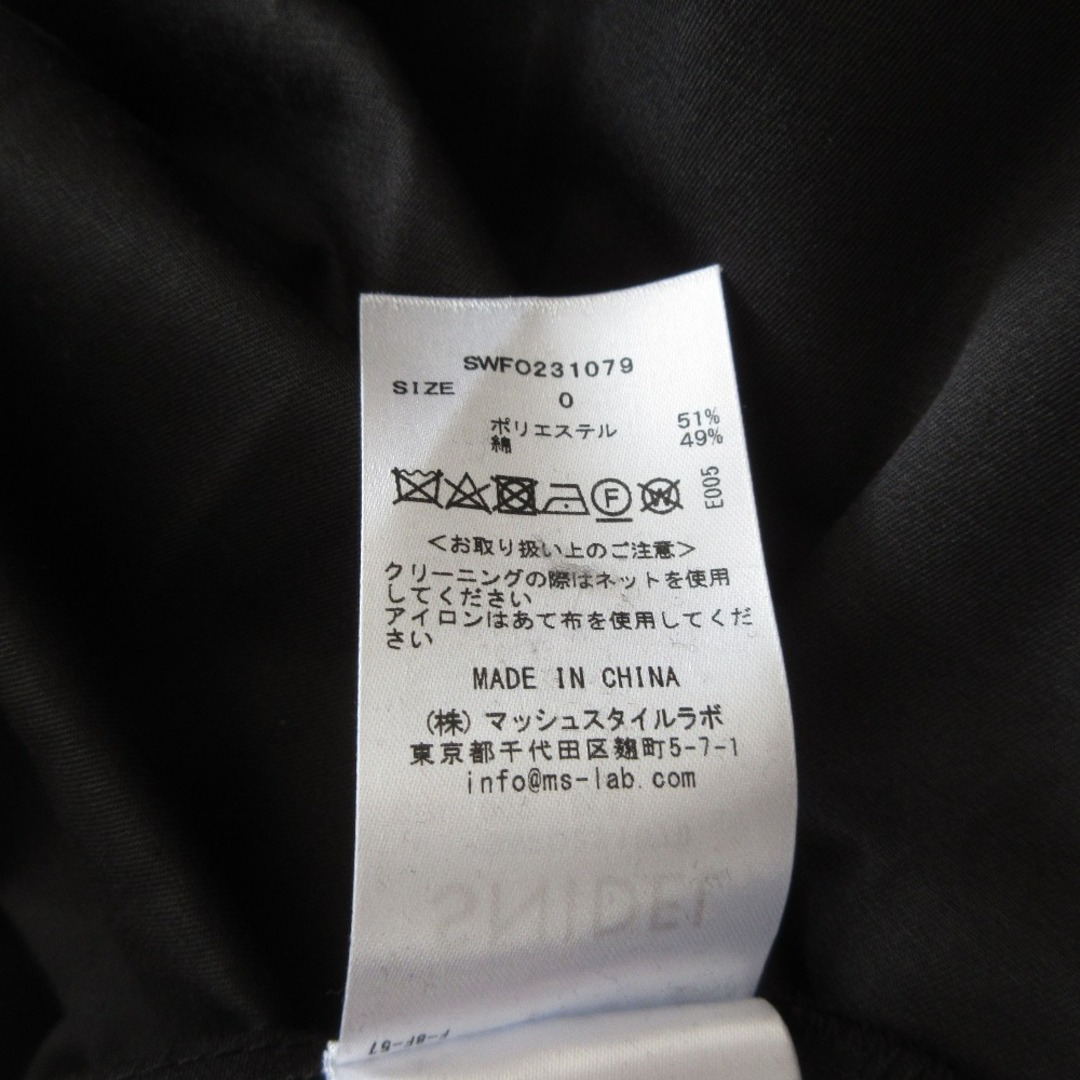 SWFO231079
SIZE 0
ポリエステル 51%
綿 49%
F
W
E005
<お取り扱い上のご注意>
クリーニングの際はネットを使用
してください
アイロンはあて布を使用してくだ
さい
MADE IN CHINA
(株) マッシュスタイルラボ
東京都千代田区麹町5-7-1
info@ms-lab.com
SNIDEL